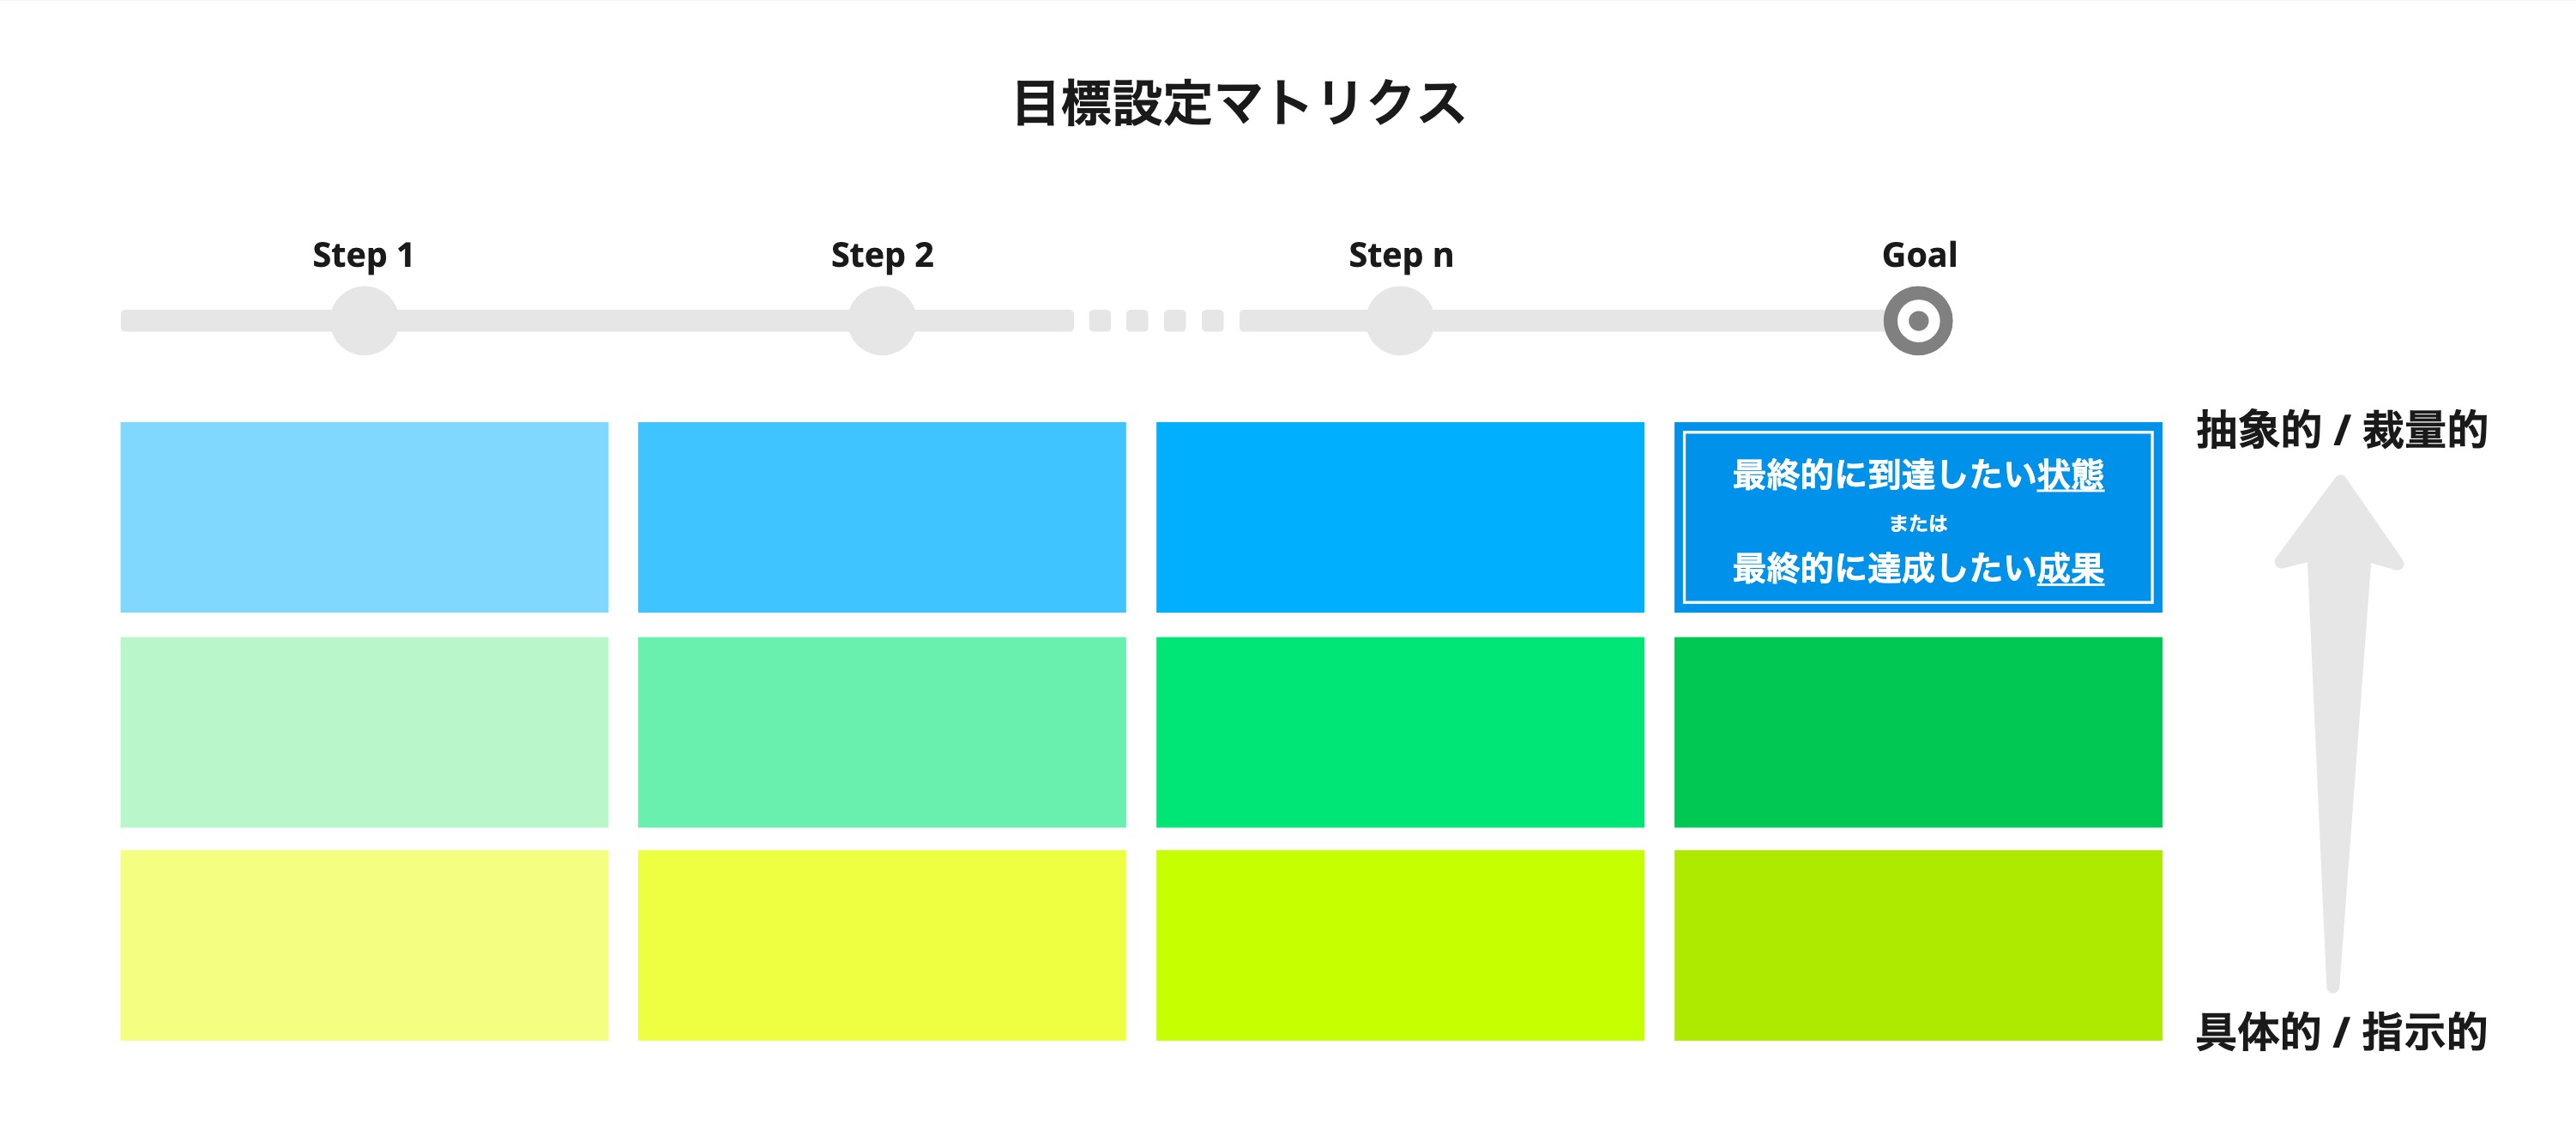 目標設定マトリクス
Step 1
Step 2
Step n
Goal
抽象的 / 裁量的
最終的に到達したい状態
または
最終的に達成したい成果
具体的 / 指示的